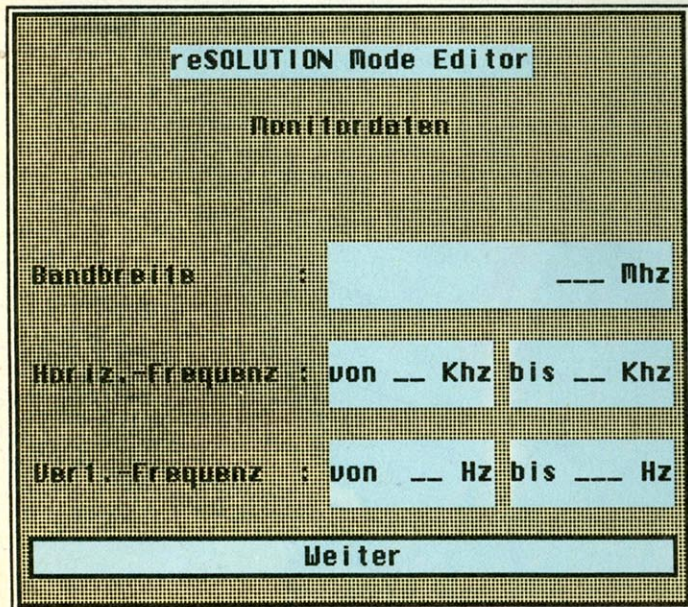 reSOLUTION Mode Editor
Monitordaten
Bandbreite : ___ Mhz
Horiz.-Frequenz : von __ Khz bis __ Khz
Vert.-Frequenz : von __ Hz bis ___ Hz
Weiter